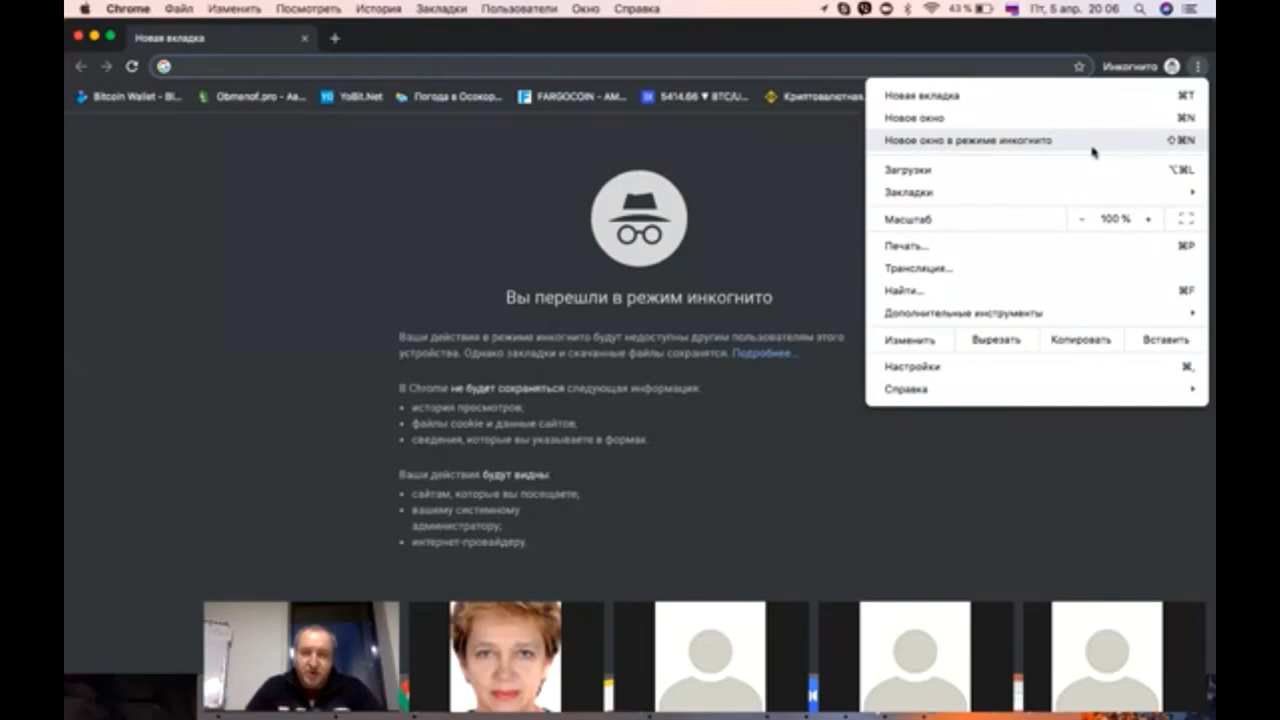 Chrome Файл Изменить Посмотреть История Закладки Пользователи Окно Справка 43 % Пт, 5 апр. 20 06
Новая вкладка
Инкогнито
Bitcoin Wallet - Bl... Obmenof.pro - Ав... YoBit.Net Погода в Осокор... FARGOCOIN - AM... 5414.66 ▼ BTC/U... Криптовалютная
Новая вкладка ⌘T
Новое окно ⌘N
Новое окно в режиме инкогнито ⇧⌘N
Загрузки ⌥⌘L
Закладки
Масштаб - 100 % +
Печать... ⌘P
Трансляция...
Найти... ⌘F
Дополнительные инструменты
Изменить Вырезать Копировать Вставить
Настройки ⌘,
Справка
Вы перешли в режим инкогнито
Ваши действия в режиме инкогнито будут недоступны другим пользователям этого
устройства. Однако закладки и скачанные файлы сохранятся. Подробнее...
В Chrome не будет сохраняться следующая информация:
• история просмотров;
• файлы cookie и данные сайтов;
• сведения, которые вы указываете в формах.
Ваши действия будут видны:
• сайтам, которые вы посещаете;
• вашему системному
администратору;
• интернет-провайдеру.